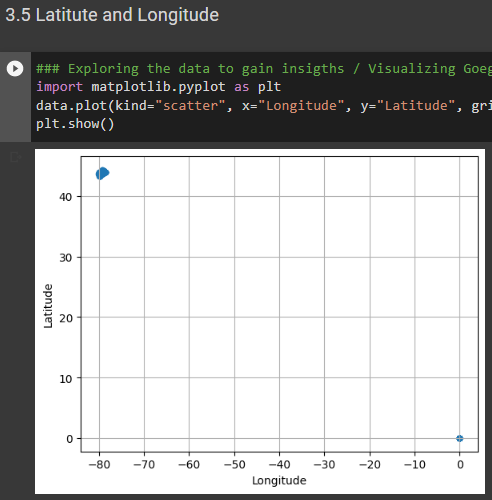 3.5 Latitute and Longitude
### Exploring the data to gain insigths / Visualizing Goeg
import matplotlib.pyplot as plt
data.plot(kind="scatter", x="Longitude", y="Latitude", gri
plt.show()
40
30
20
10
0
Latitude
−80 −70 −60 −50 −40 −30 −20 −10 0
Longitude